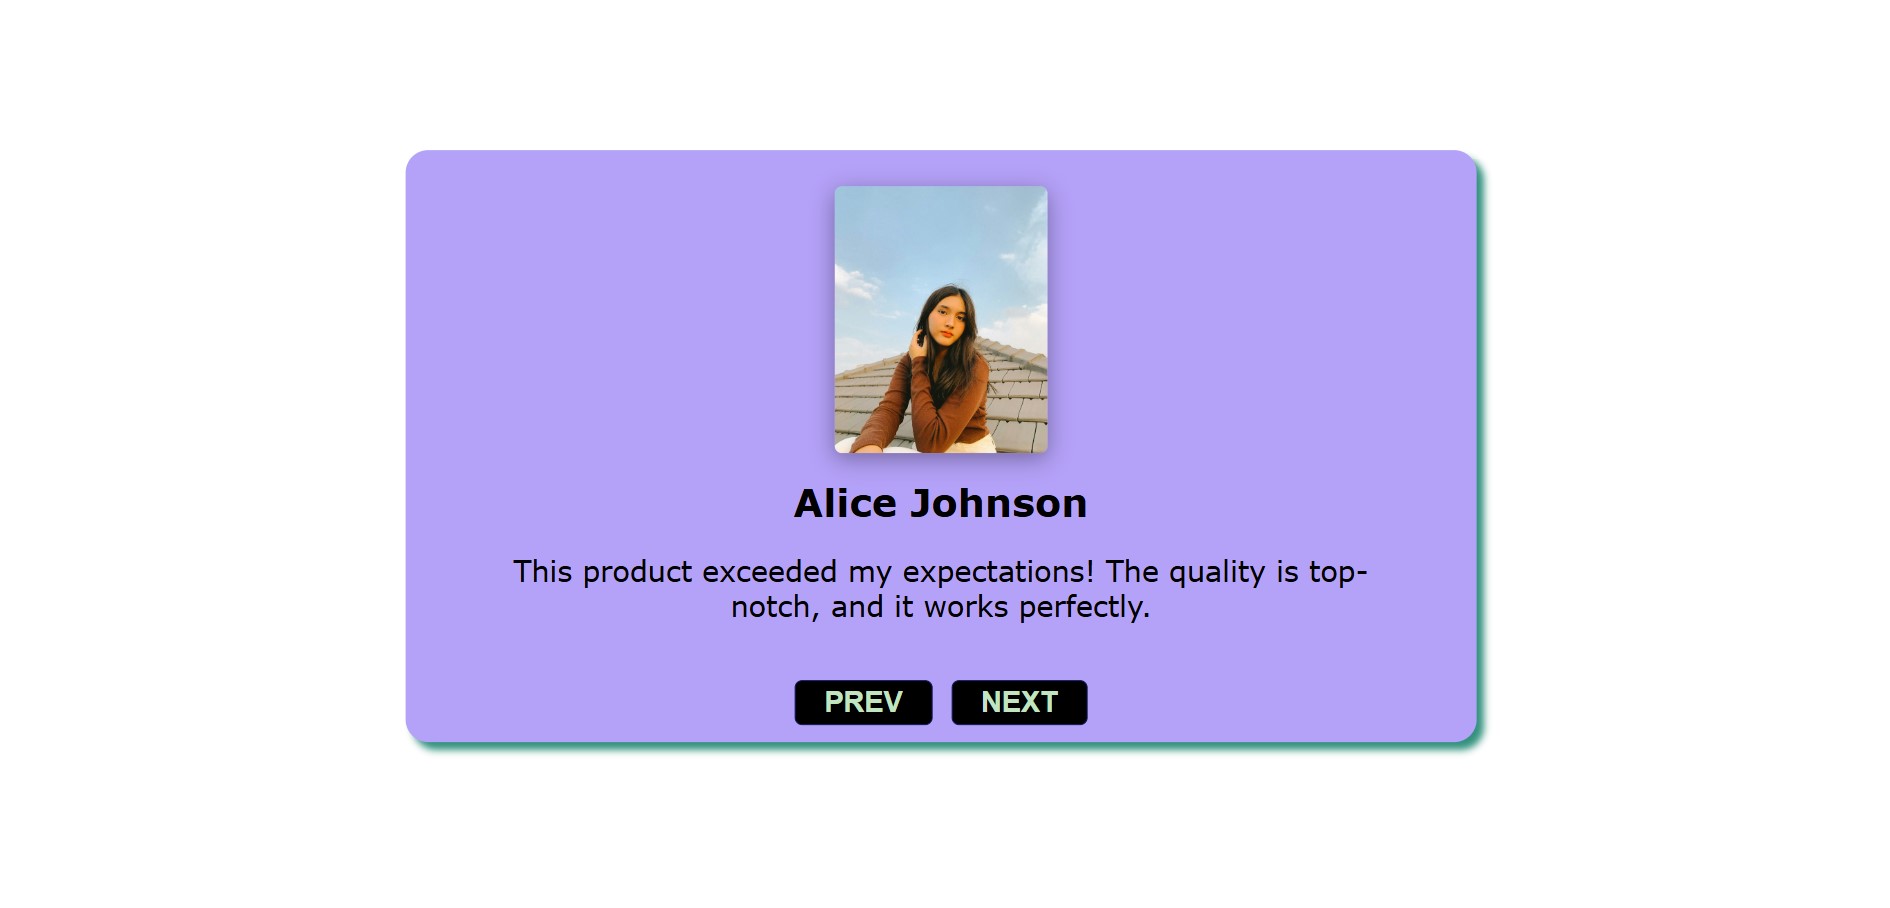 Alice Johnson
This product exceeded my expectations! The quality is top-
notch, and it works perfectly.
PREV NEXT